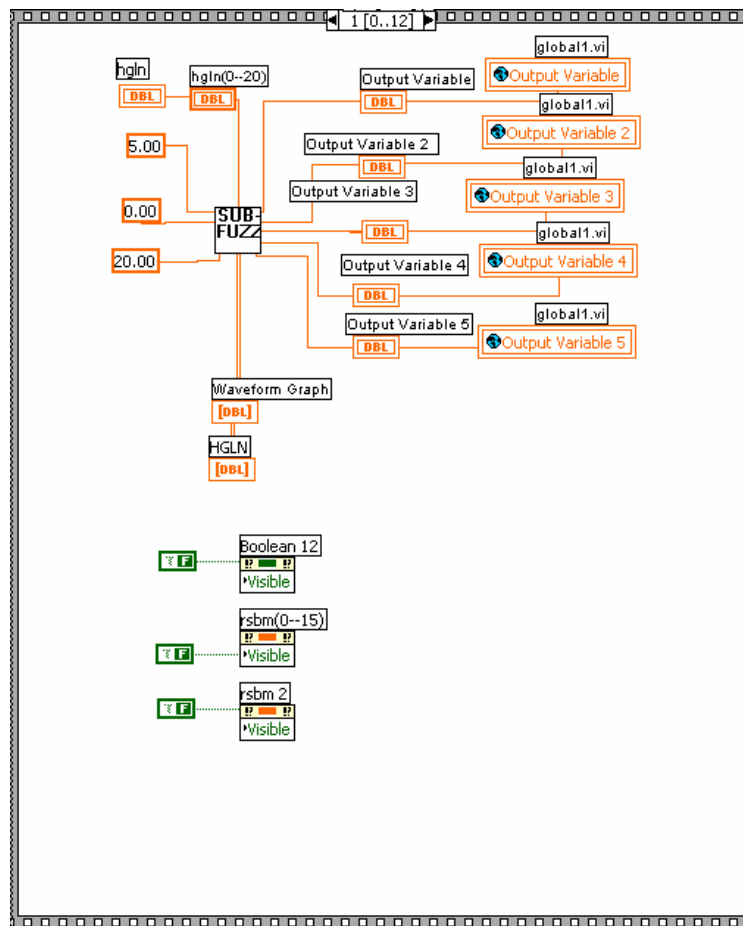 1 [0..12]
global1.vi
hgln
hgln(0--20)
Output Variable
Output Variable
DBL
DBL
DBL
global1.vi
5.00
Output Variable 2
Output Variable 2
DBL
global1.vi
Output Variable 3
Output Variable 3
0.00
SUB-
FUZZ
DBL
global1.vi
20.00
Output Variable 4
Output Variable 4
DBL
global1.vi
Output Variable 5
Output Variable 5
DBL
Waveform Graph
[DBL]
HGLN
[DBL]
Boolean 12
F
!? !?
Visible
rsbm(0--15)
!? !?
F
Visible
rsbm 2
F
!? !?
Visible